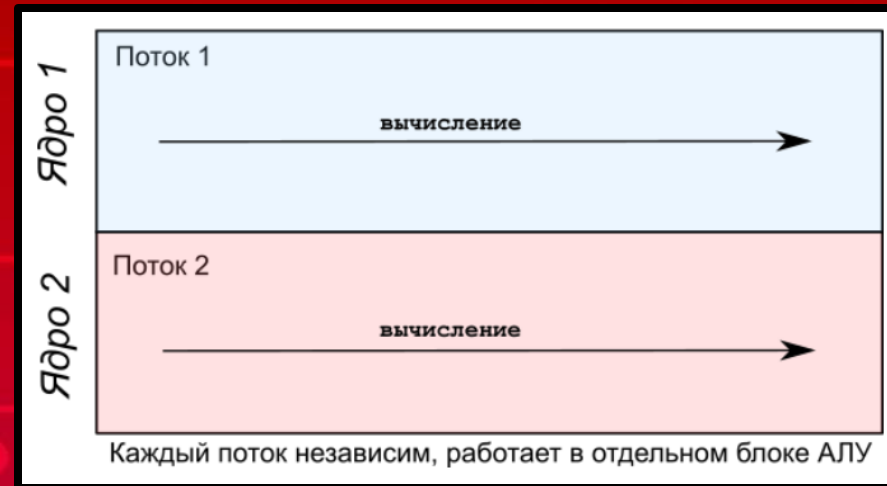 Ядро 1
Поток 1
вычисление
Ядро 2
Поток 2
вычисление
Каждый поток независим, работает в отдельном блоке АЛУ